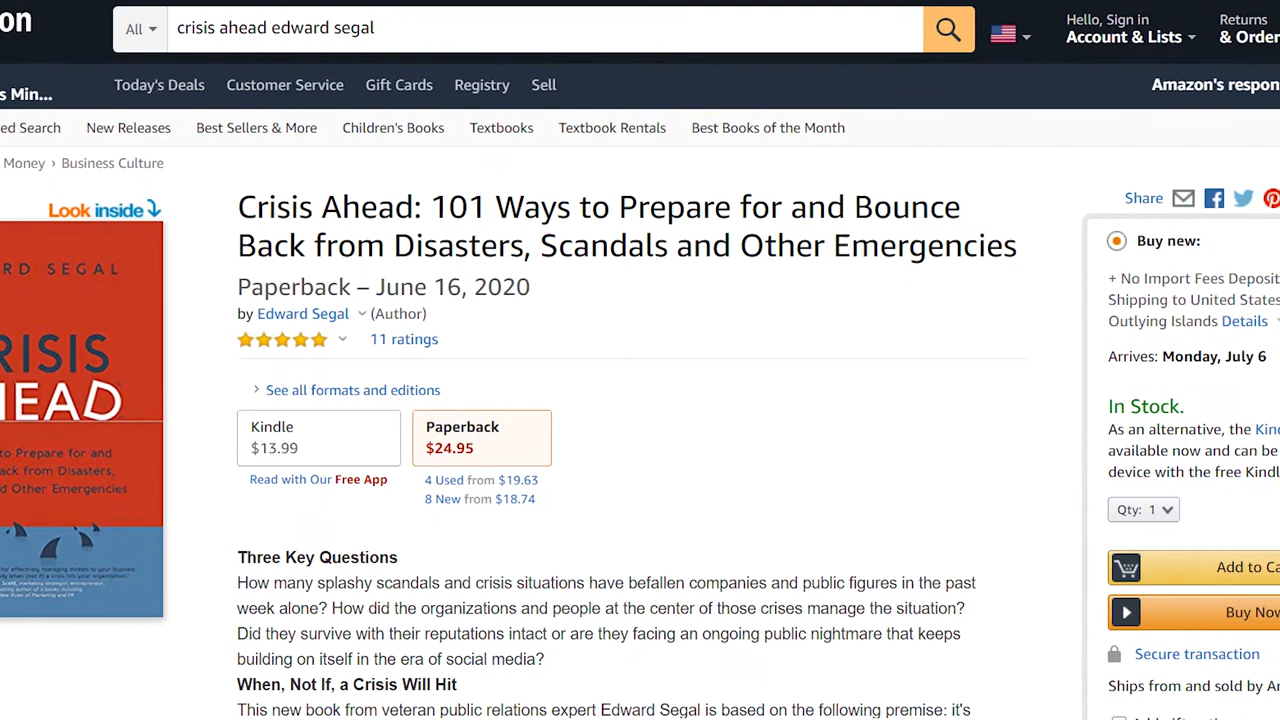 on
All
crisis ahead edward segal
Hello, Sign in
Account & Lists
Returns
& Order
s Min...
Today's Deals
Customer Service
Gift Cards
Registry
Sell
Amazon's respon
ed Search
New Releases
Best Sellers & More
Children's Books
Textbooks
Textbook Rentals
Best Books of the Month
Money › Business Culture
Look inside
RD SEGAL
RISIS
HEAD
to Prepare for and
ack from Disasters,
d Other Emergencies
Crisis Ahead: 101 Ways to Prepare for and Bounce
Back from Disasters, Scandals and Other Emergencies
Paperback – June 16, 2020
by Edward Segal (Author)
11 ratings
See all formats and editions
Kindle
$13.99
Read with Our Free App
Paperback
$24.95
4 Used from $19.63
8 New from $18.74
Three Key Questions
How many splashy scandals and crisis situations have befallen companies and public figures in the past
week alone? How did the organizations and people at the center of those crises manage the situation?
Did they survive with their reputations intact or are they facing an ongoing public nightmare that keeps
building on itself in the era of social media?
When, Not If, a Crisis Will Hit
This new book from veteran public relations expert Edward Segal is based on the following premise: it's
Share
Buy new:
+ No Import Fees Deposit
Shipping to United States
Outlying Islands Details
Arrives: Monday, July 6
In Stock.
As an alternative, the Kind
available now and can be
device with the free Kindl
Qty: 1
Add to Ca
Buy Now
Secure transaction
Ships from and sold by Am